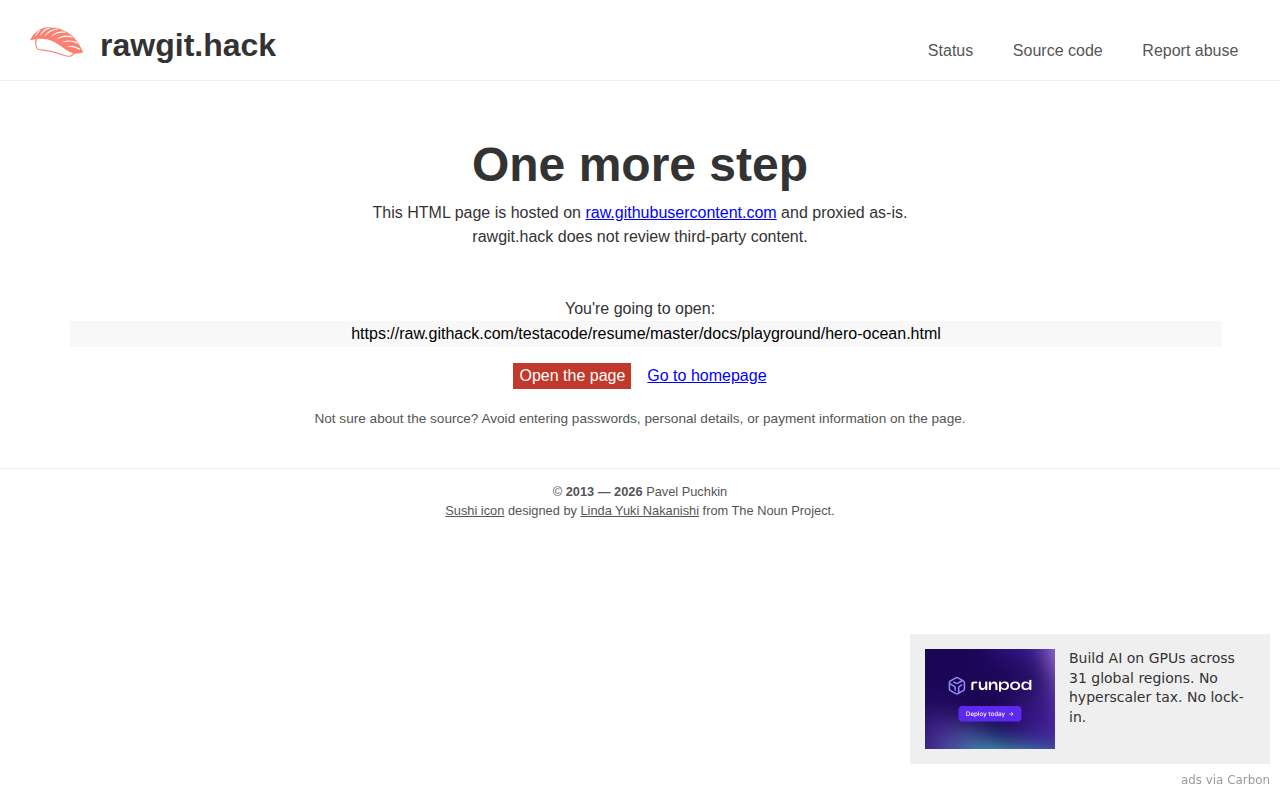 rawgit.hack
Status
Source code
Report abuse
One more step
This HTML page is hosted on raw.githubusercontent.com and proxied as-is.
rawgit.hack does not review third-party content.
You're going to open:
https://raw.githack.com/testacode/resume/master/docs/playground/hero-ocean.html
Open the page
Go to homepage
Not sure about the source? Avoid entering passwords, personal details, or payment information on the page.
© 2013 — 2026 Pavel Puchkin
Sushi icon designed by Linda Yuki Nakanishi from The Noun Project.
runpod
Deploy today →
Build AI on GPUs across
31 global regions. No
hyperscaler tax. No lock-
in.
ads via Carbon